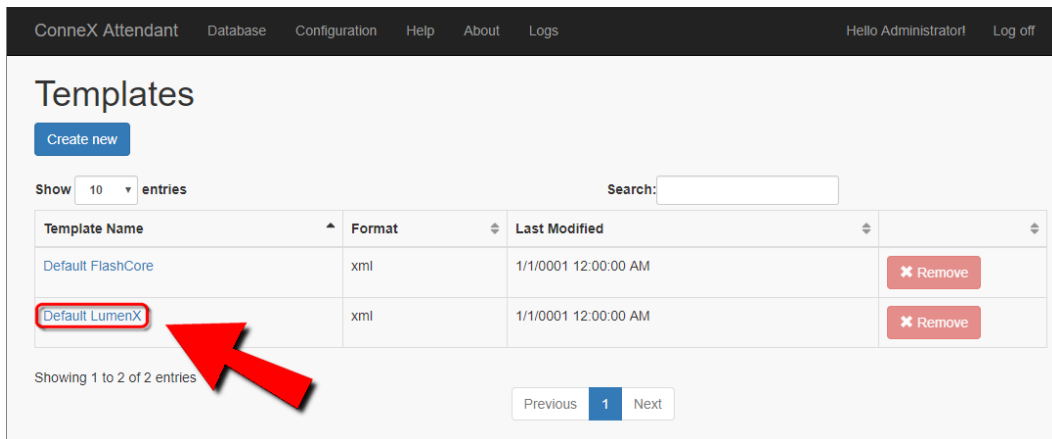 ConneX Attendant Database Configuration Help About Logs Hello Administrator! Log off
Templates
Create new
Show 10 entries Search:
Template Name Format Last Modified
Default FlashCore xml 1/1/0001 12:00:00 AM Remove
Default LumenX xml 1/1/0001 12:00:00 AM Remove
Showing 1 to 2 of 2 entries
Previous 1 Next